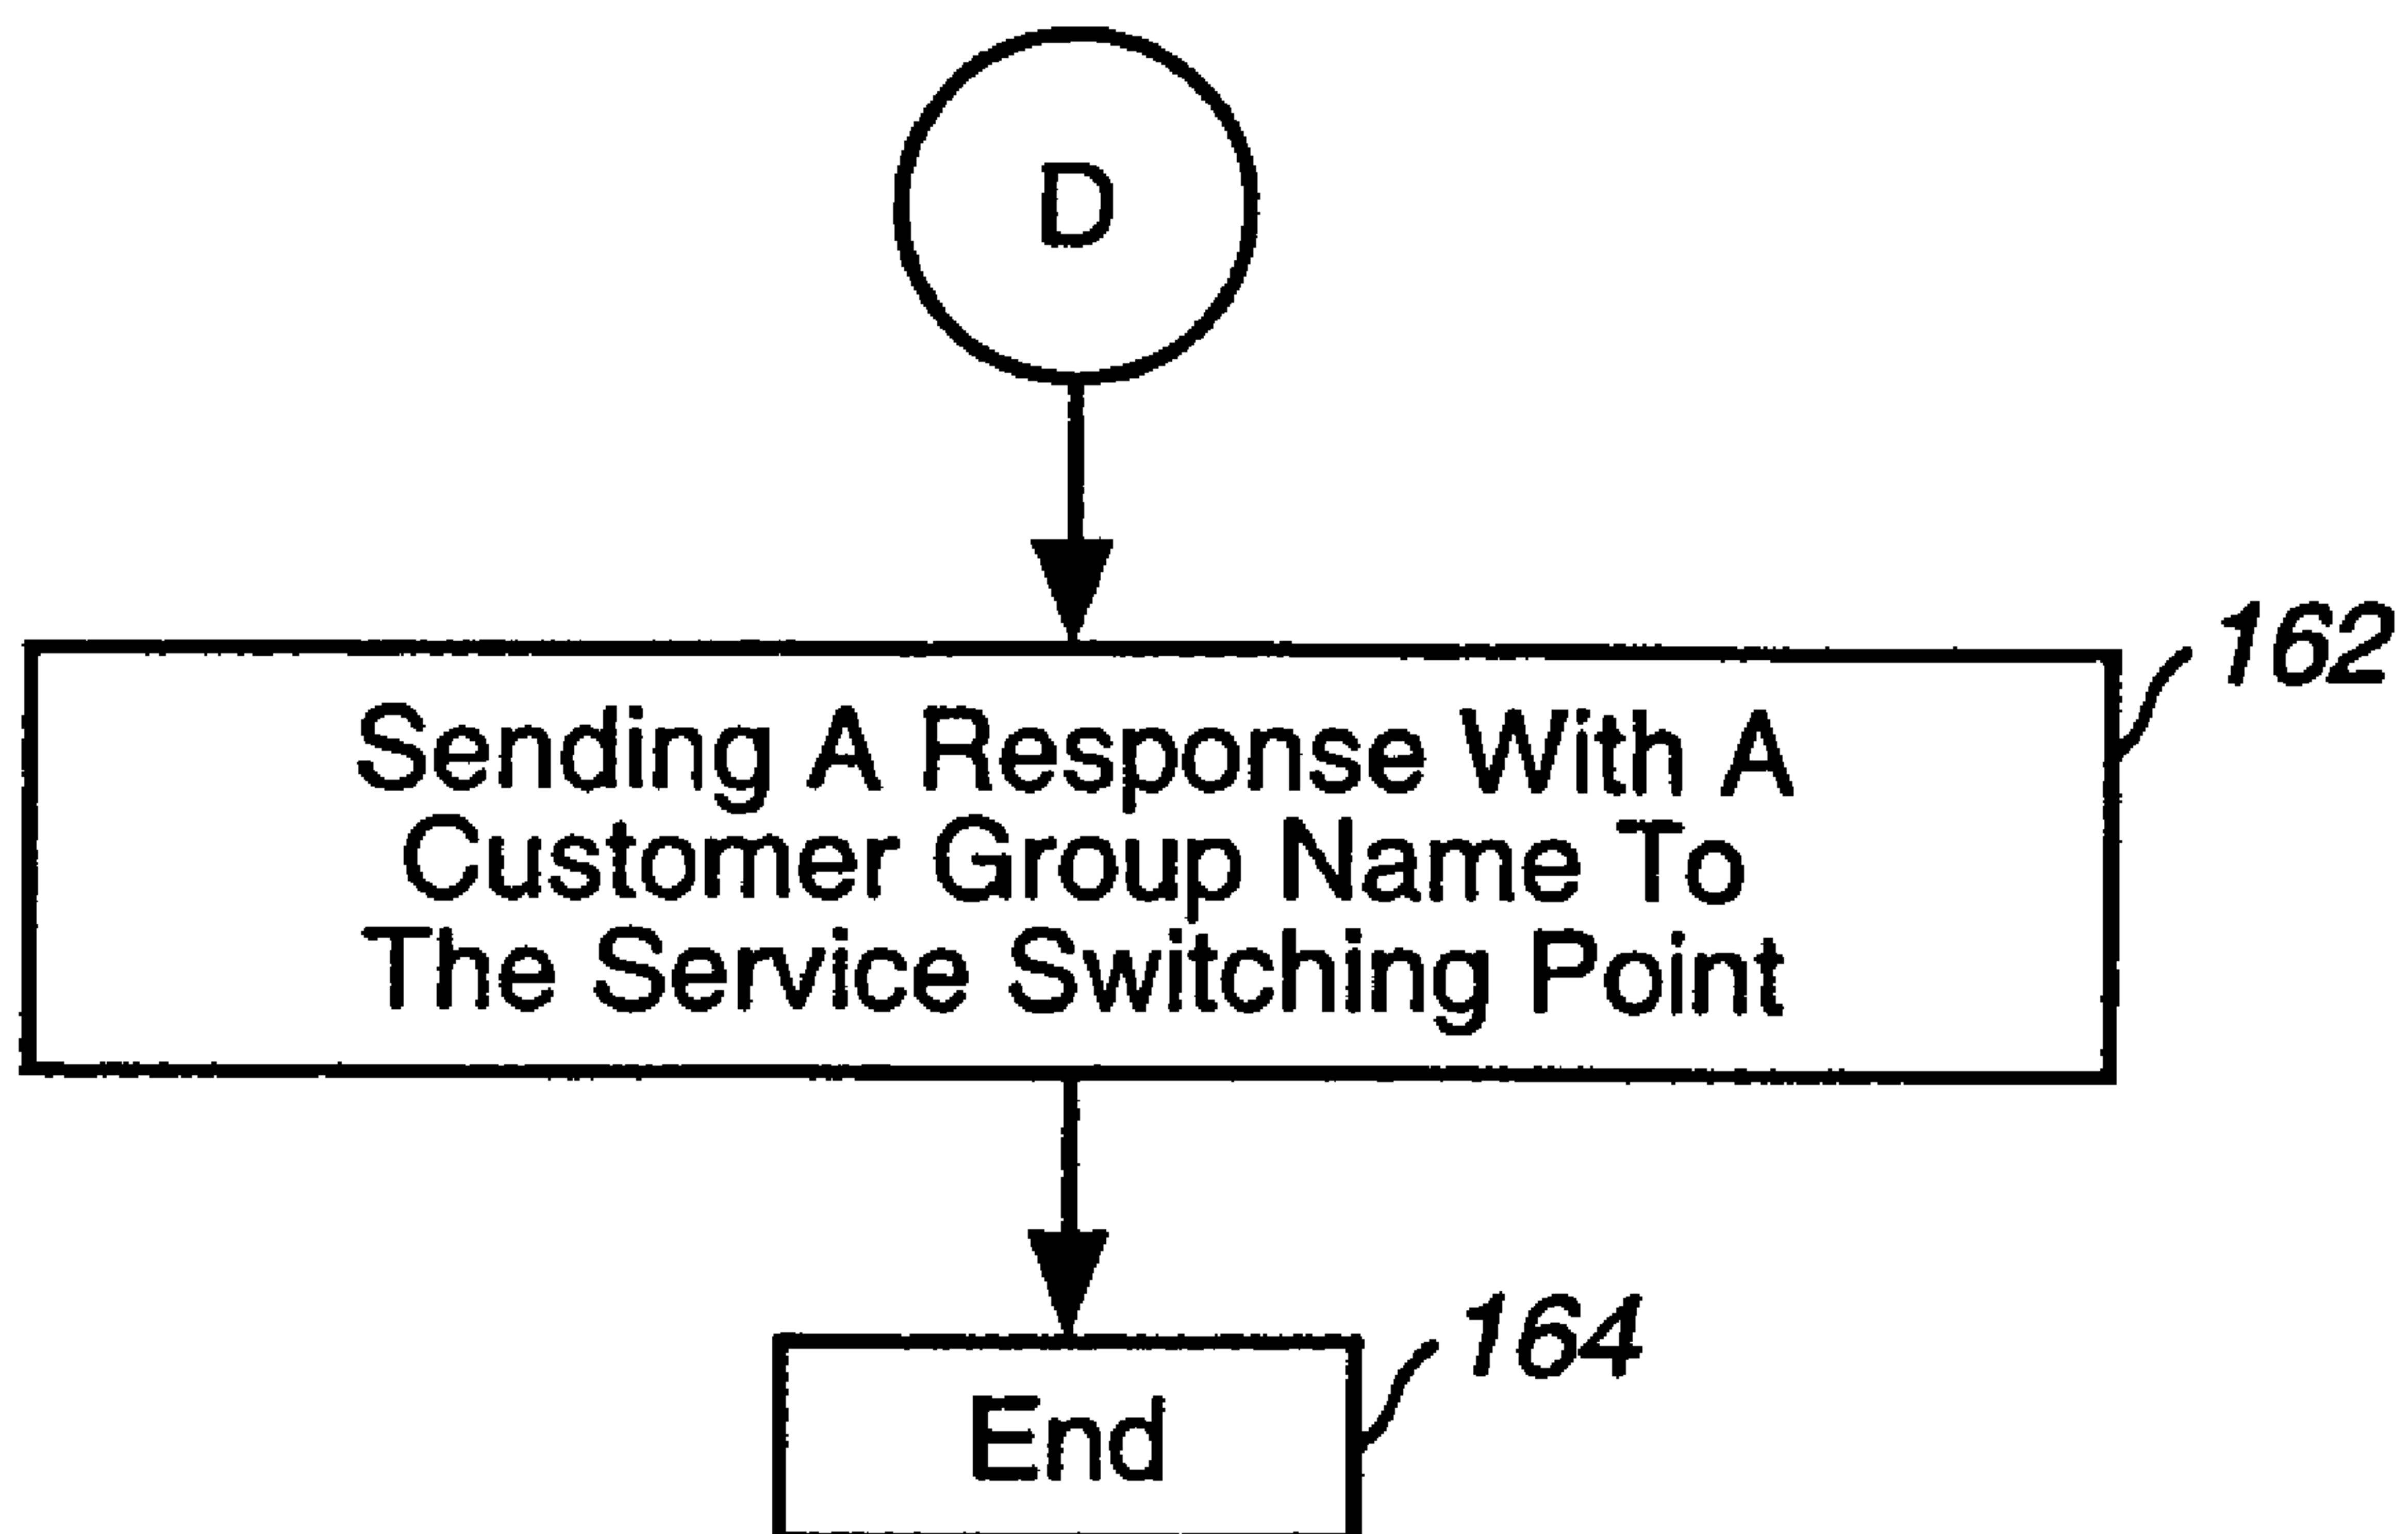 D
162
Sending A Response With A
Customer Group Name To
The Service Switching Point
164
End